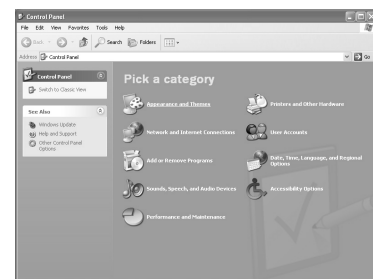 Control Panel
File Edit View Favorites Tools Help
Back Search Folders
Address Control Panel Go
Control Panel
Switch to Classic View
See Also
Windows Update
Help and Support
Other Control Panel
Options
Pick a category
Appearance and Themes
Printers and Other Hardware
Network and Internet Connections
User Accounts
Add or Remove Programs
Date, Time, Language, and Regional
Options
Sounds, Speech, and Audio Devices
Accessibility Options
Performance and Maintenance